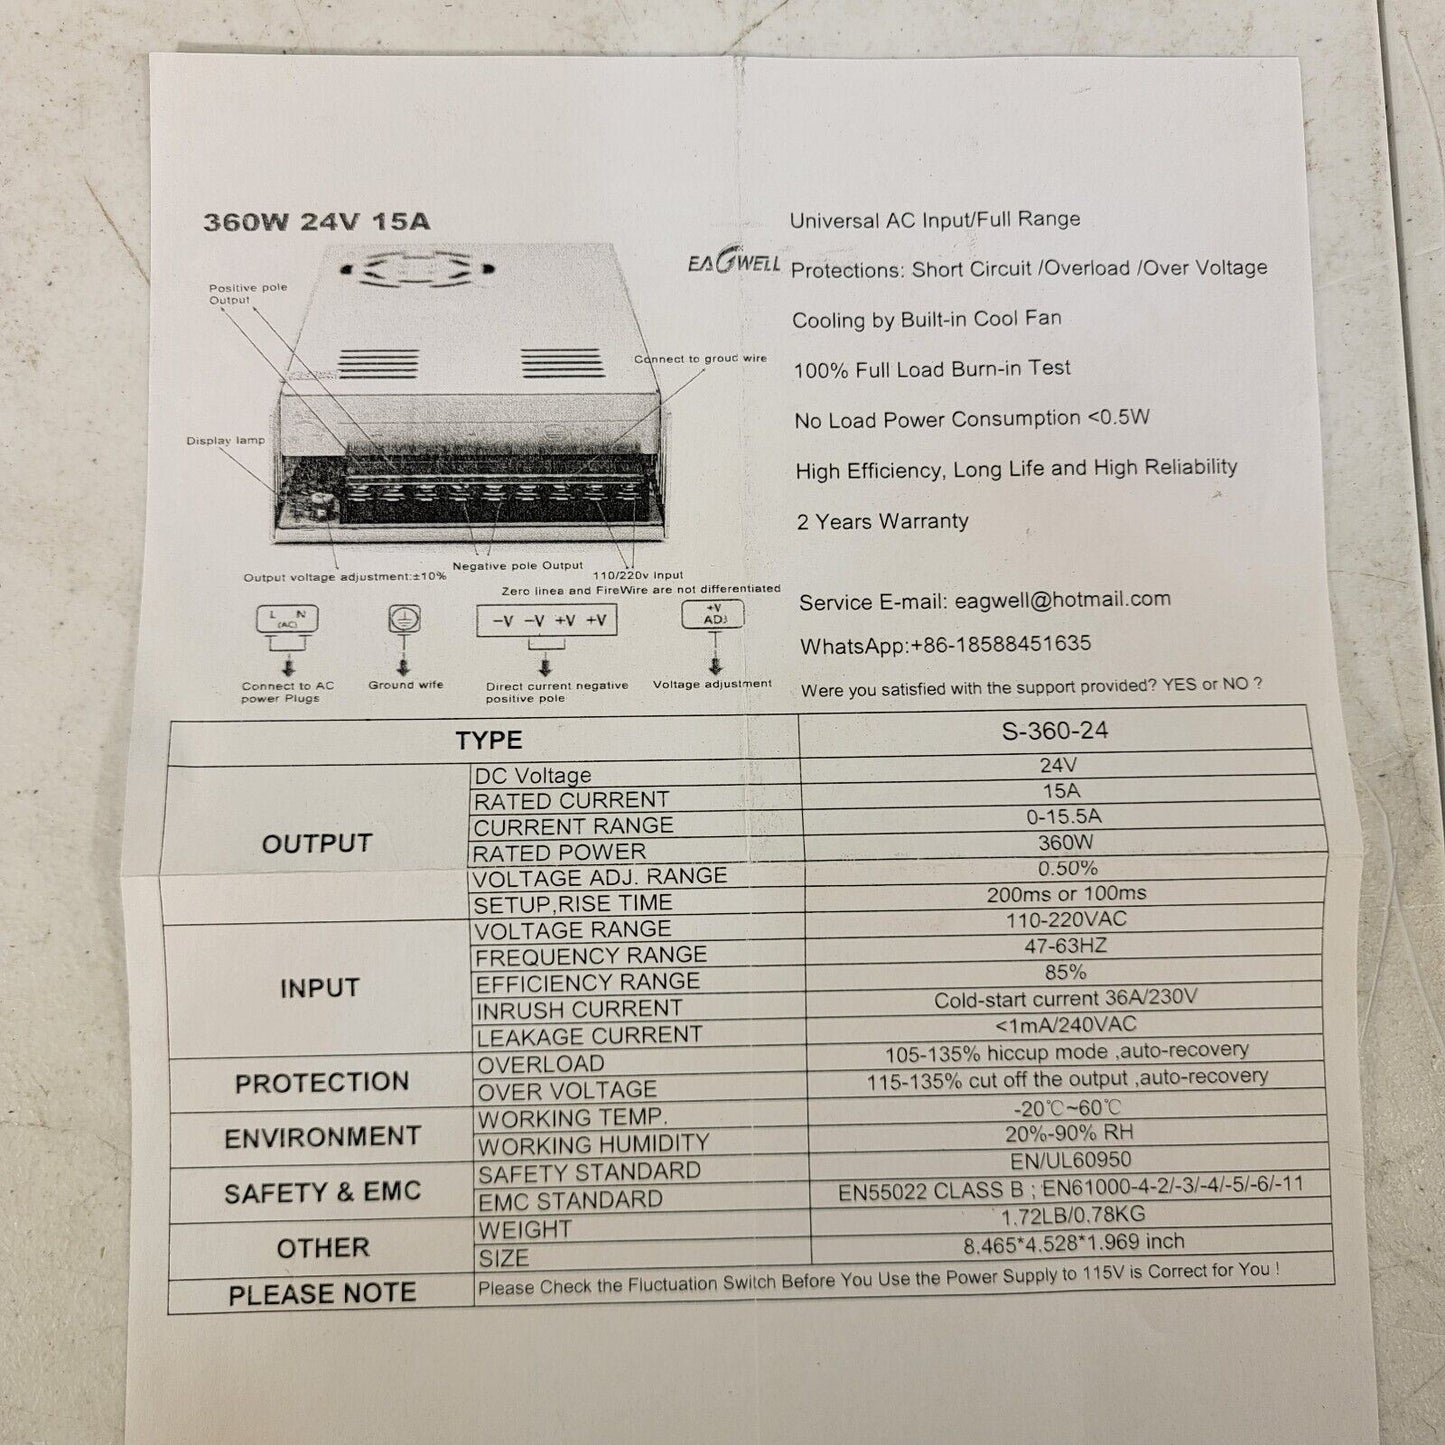 360W 24V 15A
EAGWELL
Positive pole
Output
Connect to groud wire
Display lamp
Output voltage adjustment:±10%
Negative pole Output
110/220v Input
Zero linea and FireWire are not differentiated
L N
(AC)
−V −V +V +V
+V
ADJ
Connect to AC
power Plugs
Ground wife
Direct current negative
positive pole
Voltage adjustment
Universal AC Input/Full Range
Protections: Short Circuit /Overload /Over Voltage
Cooling by Built-in Cool Fan
100% Full Load Burn-in Test
No Load Power Consumption <0.5W
High Efficiency, Long Life and High Reliability
2 Years Warranty
Service E-mail: eagwell@hotmail.com
WhatsApp:+86-18588451635
Were you satisfied with the support provided? YES or NO ?
TYPE S-360-24
OUTPUT
DC Voltage 24V
RATED CURRENT 15A
CURRENT RANGE 0-15.5A
RATED POWER 360W
VOLTAGE ADJ. RANGE 0.50%
SETUP,RISE TIME 200ms or 100ms
INPUT
VOLTAGE RANGE 110-220VAC
FREQUENCY RANGE 47-63HZ
EFFICIENCY RANGE 85%
INRUSH CURRENT Cold-start current 36A/230V
LEAKAGE CURRENT <1mA/240VAC
PROTECTION
OVERLOAD 105-135% hiccup mode ,auto-recovery
OVER VOLTAGE 115-135% cut off the output ,auto-recovery
ENVIRONMENT
WORKING TEMP. -20℃~60℃
WORKING HUMIDITY 20%-90% RH
SAFETY & EMC
SAFETY STANDARD EN/UL60950
EMC STANDARD EN55022 CLASS B ; EN61000-4-2/-3/-4/-5/-6/-11
OTHER
WEIGHT 1.72LB/0.78KG
SIZE 8.465*4.528*1.969 inch
PLEASE NOTE Please Check the Fluctuation Switch Before You Use the Power Supply to 115V is Correct for You !